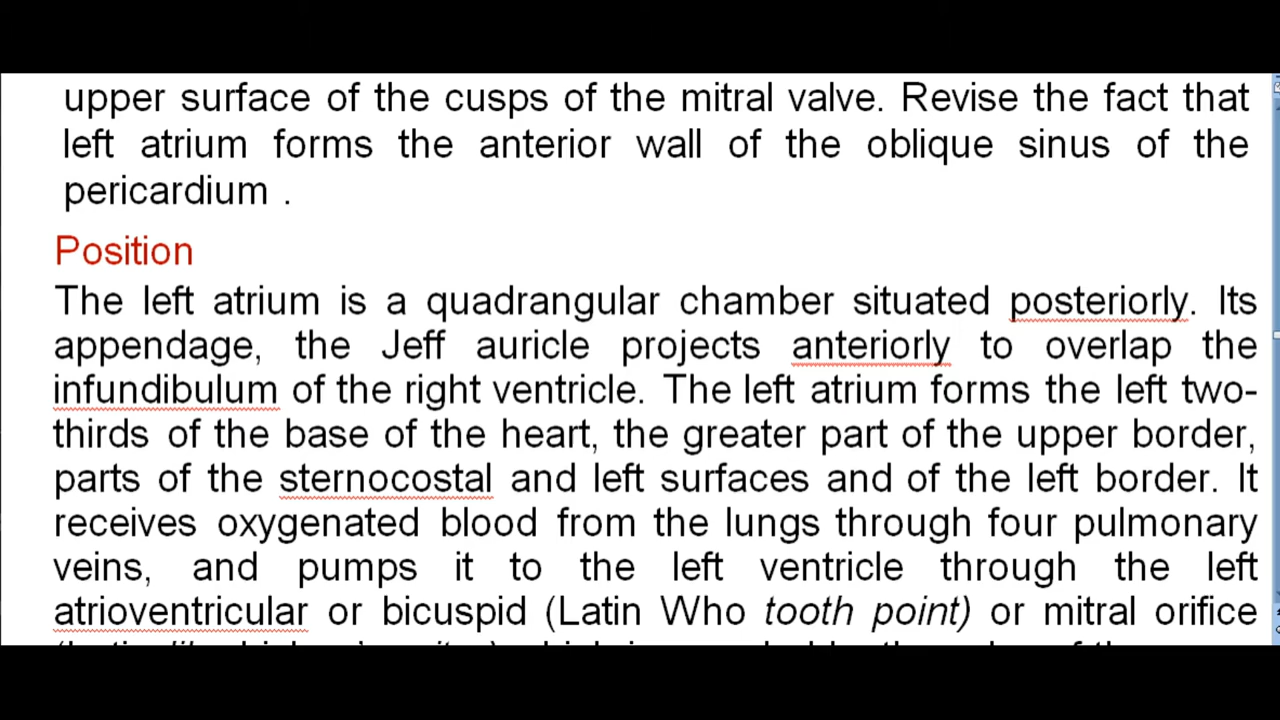 upper surface of the cusps of the mitral valve. Revise the fact that
left atrium forms the anterior wall of the oblique sinus of the
pericardium .
Position
The left atrium is a quadrangular chamber situated posteriorly. Its
appendage, the Jeff auricle projects anteriorly to overlap the
infundibulum of the right ventricle. The left atrium forms the left two-
thirds of the base of the heart, the greater part of the upper border,
parts of the sternocostal and left surfaces and of the left border. It
receives oxygenated blood from the lungs through four pulmonary
veins, and pumps it to the left ventricle through the left
atrioventricular or bicuspid (Latin Who tooth point) or mitral orifice